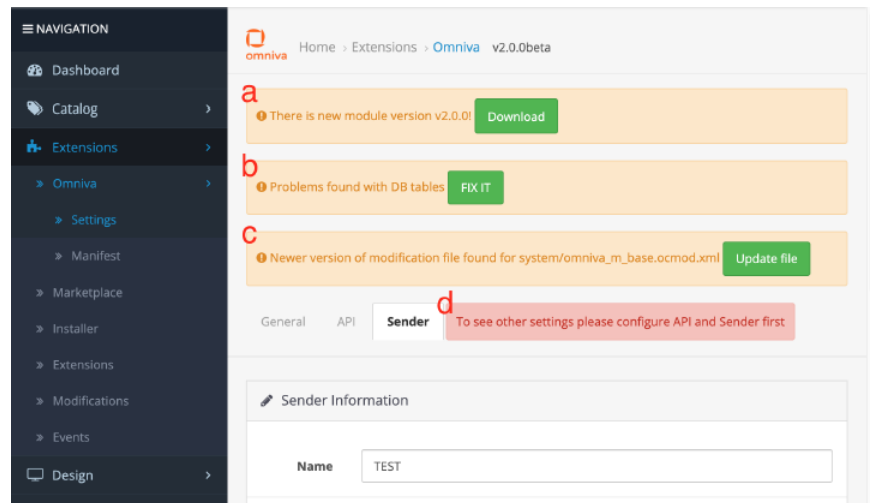 NAVIGATION
Dashboard
Catalog
Extensions
Omniva
Settings
Manifest
Marketplace
Installer
Extensions
Modifications
Events
Design
omniva
Home › Extensions › Omniva v2.0.0beta
a
There is new module version v2.0.0! Download
b
Problems found with DB tables FIX IT
c
Newer version of modification file found for system/omniva_m_base.ocmod.xml Update file
d
General API Sender To see other settings please configure API and Sender first
Sender Information
Name TEST